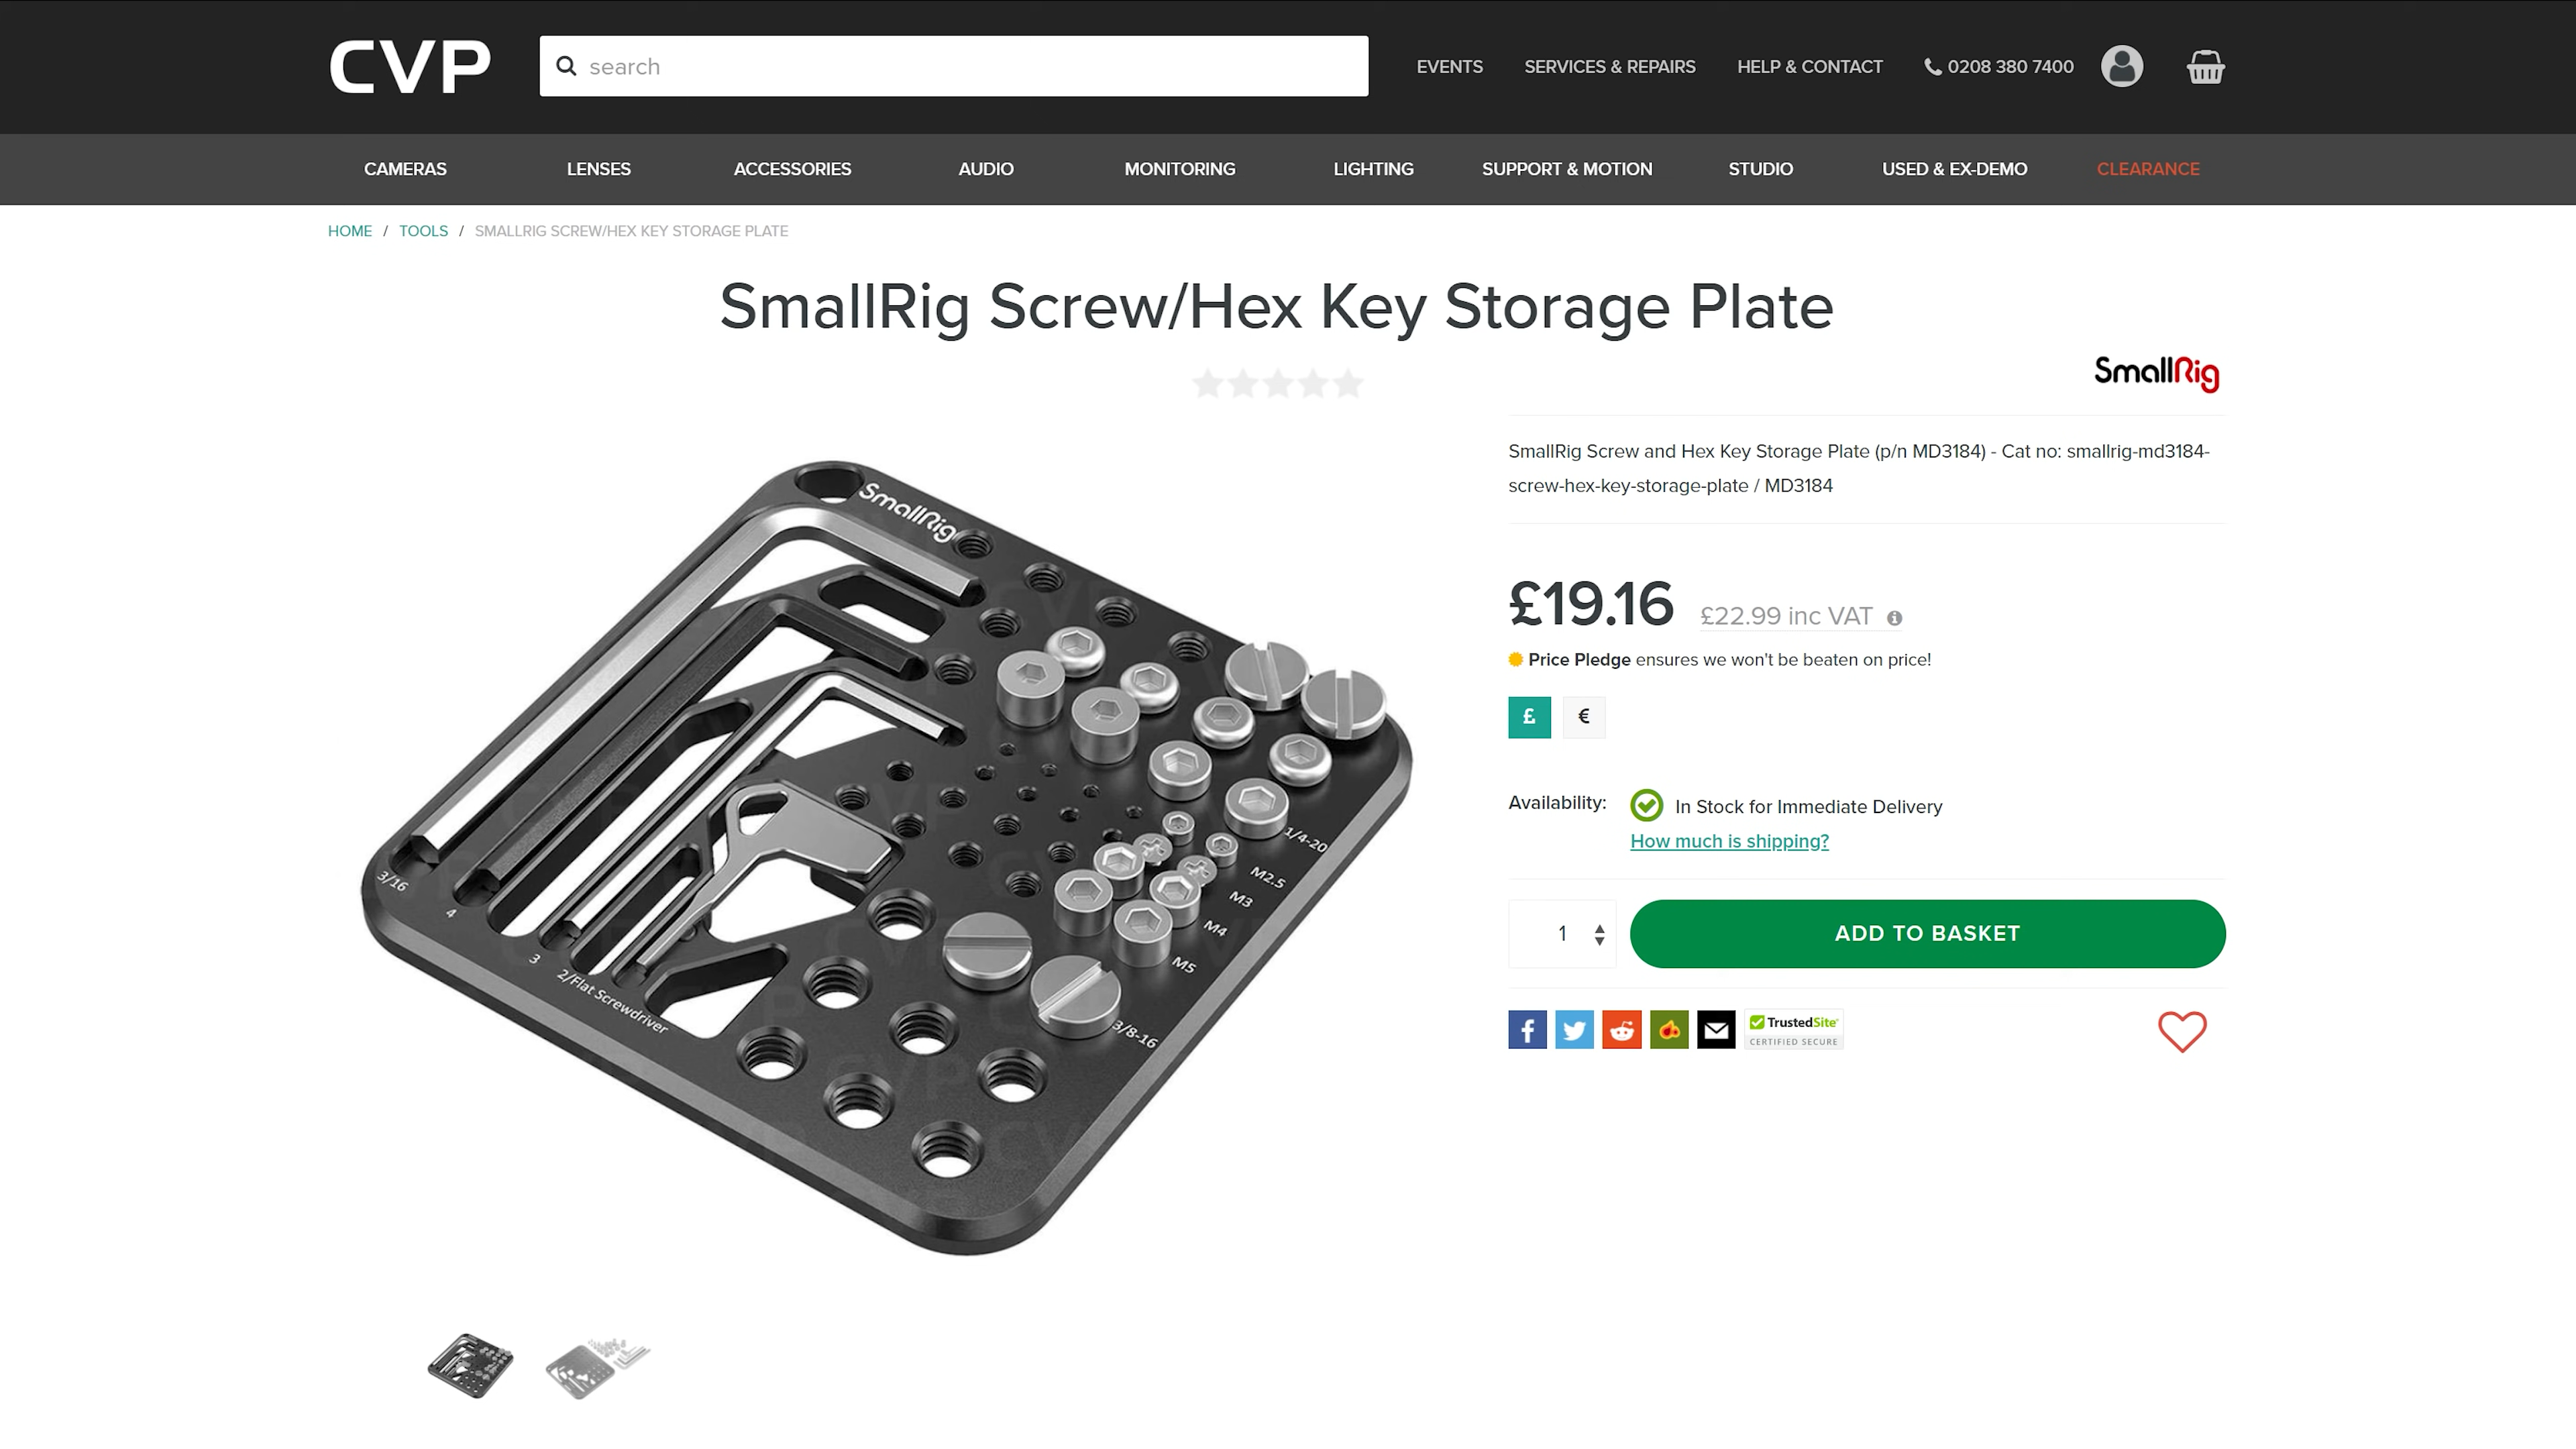 CVP
search
EVENTS
SERVICES & REPAIRS
HELP & CONTACT
0208 380 7400
CAMERAS
LENSES
ACCESSORIES
AUDIO
MONITORING
LIGHTING
SUPPORT & MOTION
STUDIO
USED & EX-DEMO
CLEARANCE
HOME / TOOLS / SMALLRIG SCREW/HEX KEY STORAGE PLATE
SmallRig Screw/Hex Key Storage Plate
SmallRig
SmallRig Screw and Hex Key Storage Plate (p/n MD3184) - Cat no: smallrig-md3184-
screw-hex-key-storage-plate / MD3184
£19.16 £22.99 inc VAT
Price Pledge ensures we won't be beaten on price!
£
€
Availability: In Stock for Immediate Delivery
How much is shipping?
1
ADD TO BASKET
TrustedSite
CERTIFIED SECURE
SmallRig
1/4-20
M2.5
M3
M4
M5
3/8-16
3/16
4
3
2/Flat Screwdriver